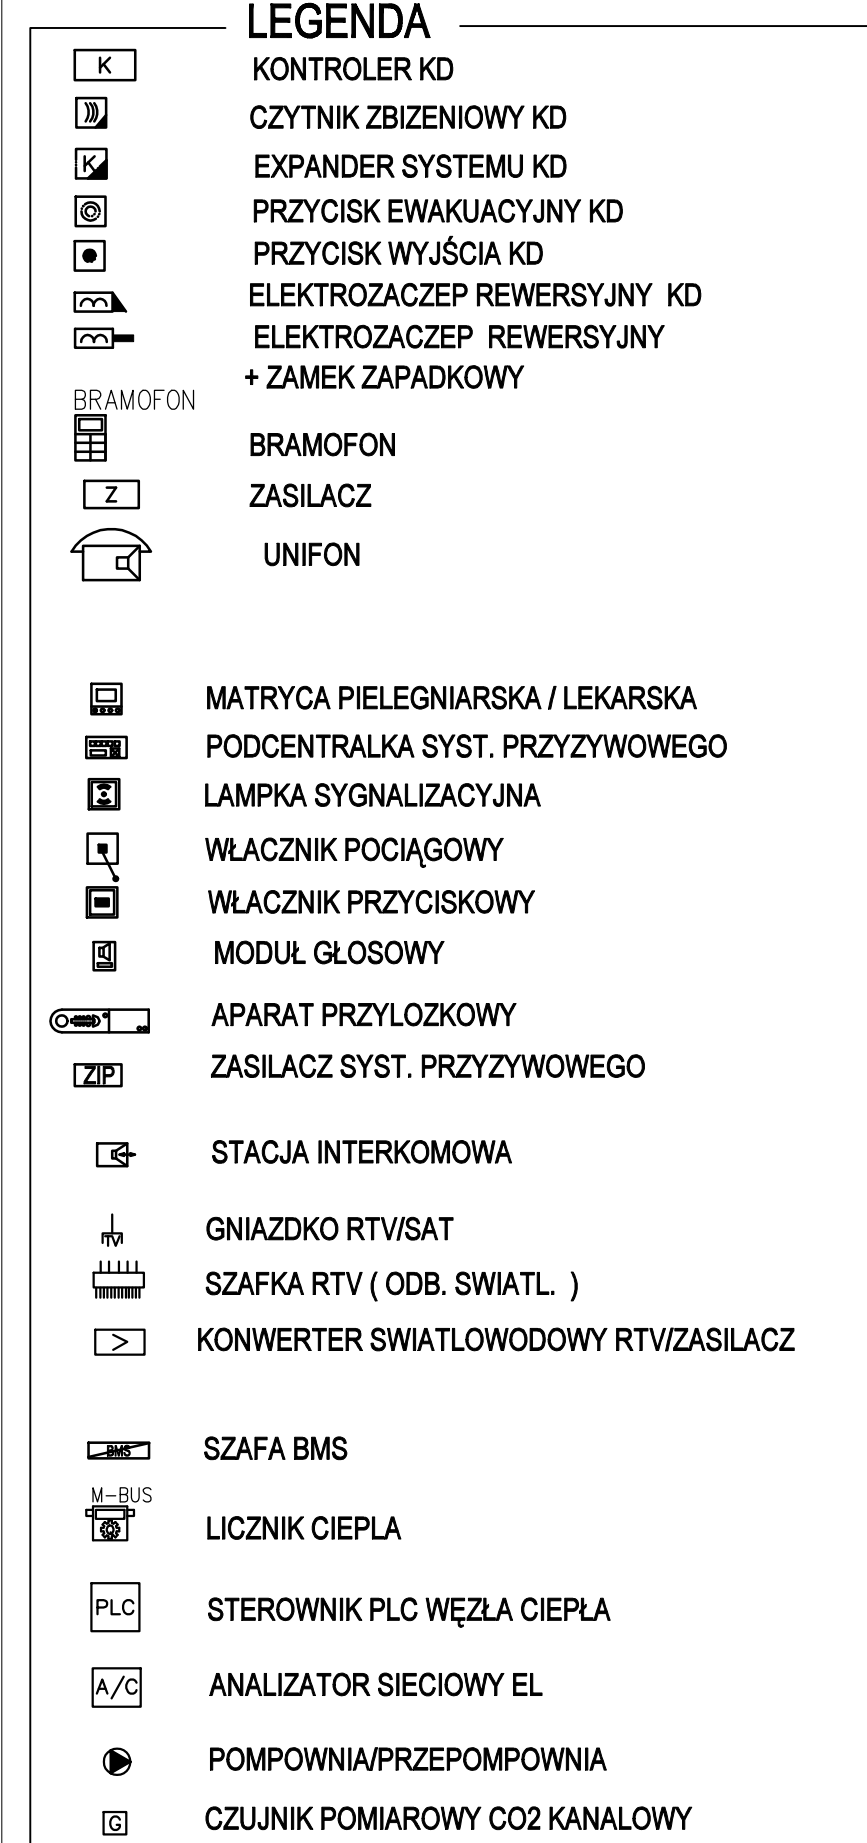 LEGENDA
K KONTROLER KD
CZYTNIK ZBIZENIOWY KD
K EXPANDER SYSTEMU KD
PRZYCISK EWAKUACYJNY KD
PRZYCISK WYJŚCIA KD
ELEKTROZACZEP REWERSYJNY KD
ELEKTROZACZEP REWERSYJNY
+ ZAMEK ZAPADKOWY
BRAMOFON
BRAMOFON
Z ZASILACZ
UNIFON
MATRYCA PIELEGNIARSKA / LEKARSKA
PODCENTRALKA SYST. PRZYZYWOWEGO
LAMPKA SYGNALIZACYJNA
WŁACZNIK POCIĄGOWY
WŁACZNIK PRZYCISKOWY
MODUŁ GŁOSOWY
APARAT PRZYLOZKOWY
ZIP ZASILACZ SYST. PRZYZYWOWEGO
STACJA INTERKOMOWA
TV GNIAZDKO RTV/SAT
SZAFKA RTV ( ODB. SWIATL. )
> KONWERTER SWIATLOWODOWY RTV/ZASILACZ
BMS SZAFA BMS
M-BUS
LICZNIK CIEPLA
PLC STEROWNIK PLC WĘZŁA CIEPŁA
A/C ANALIZATOR SIECIOWY EL
POMPOWNIA/PRZEPOMPOWNIA
G CZUJNIK POMIAROWY CO2 KANALOWY